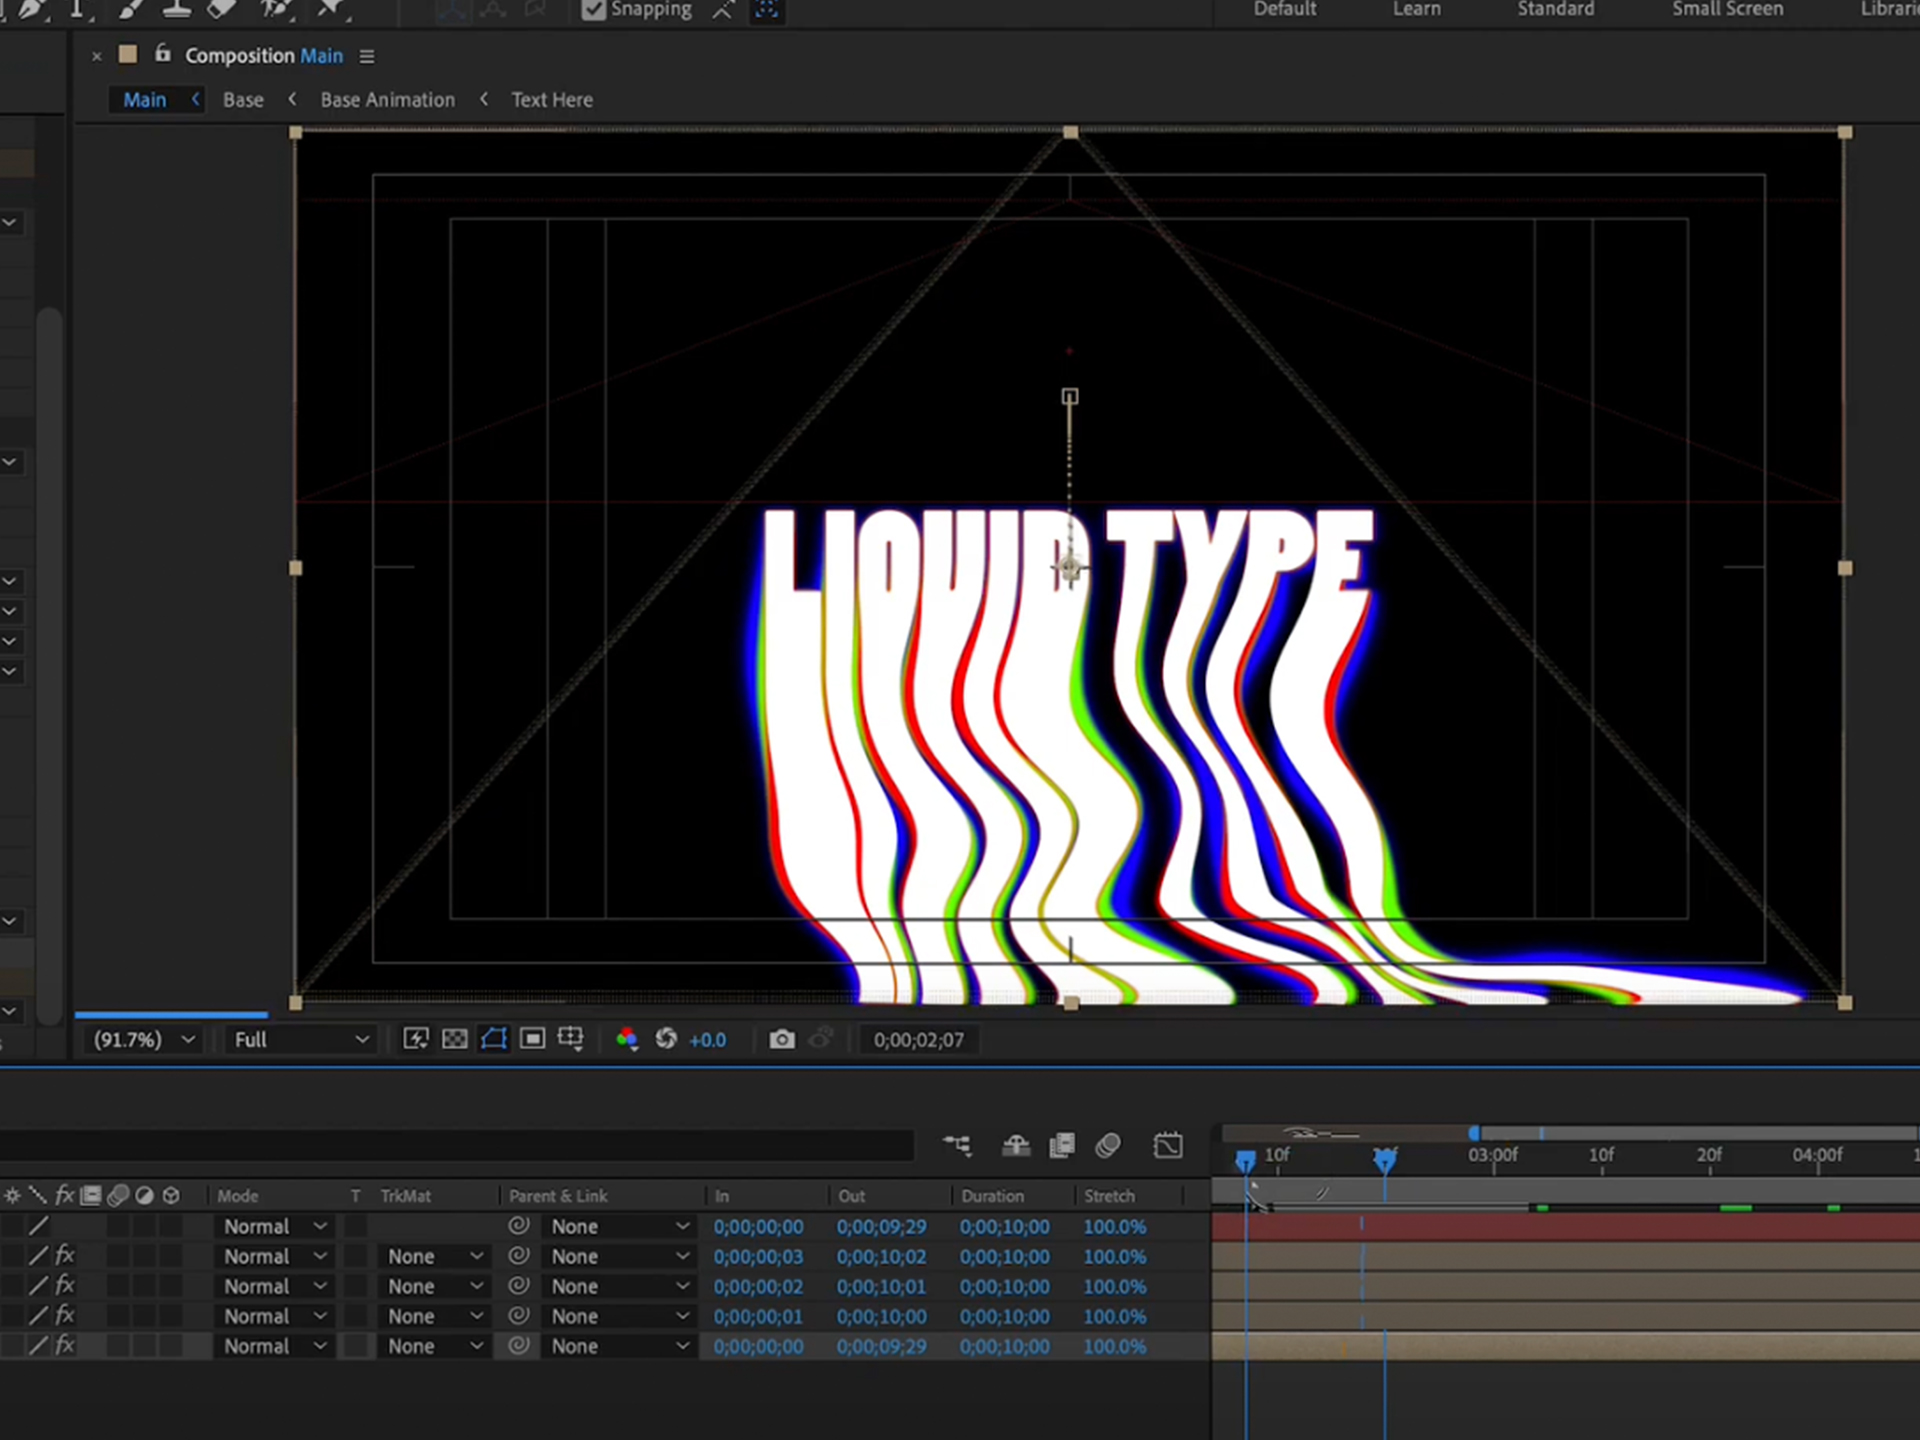 Snapping
Default Learn Standard Small Screen
Composition Main
Main Base Base Animation Text Here
LIQUID TYPE
(91.7%) Full +0.0 0;00;02;07
10f 03:00f 10f 20f 04:00f
fx Mode T TrkMat Parent & Link In Out Duration Stretch
Normal None 0;00;00;00 0;00;09;29 0;00;10;00 100.0%
fx Normal None None 0;00;00;03 0;00;10;02 0;00;10;00 100.0%
fx Normal None None 0;00;00;02 0;00;10;01 0;00;10;00 100.0%
fx Normal None None 0;00;00;01 0;00;10;00 0;00;10;00 100.0%
fx Normal None None 0;00;00;00 0;00;09;29 0;00;10;00 100.0%